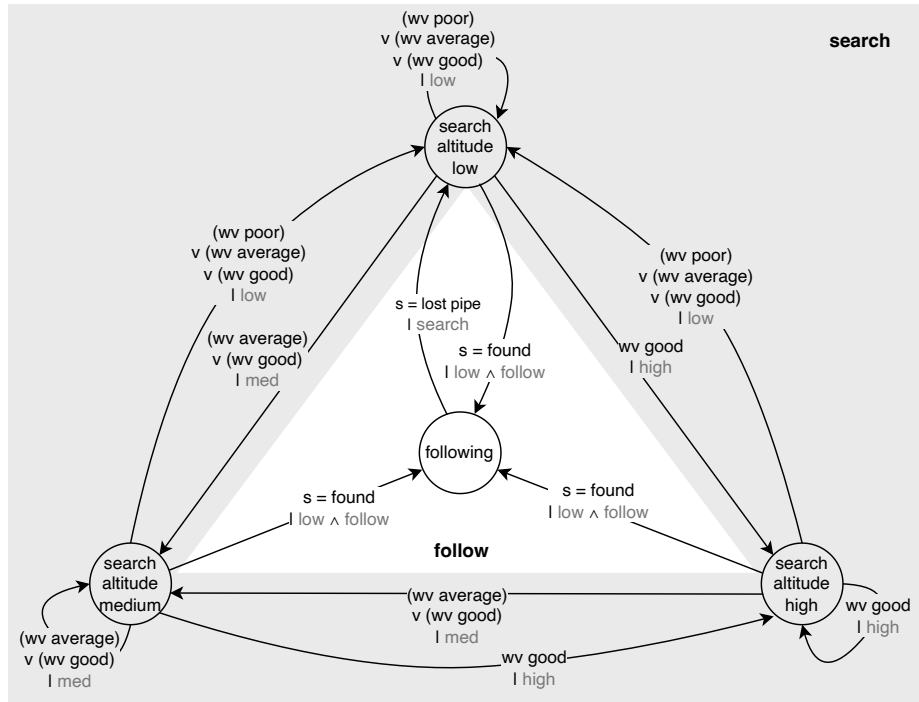 (wv poor)
v (wv average)
v (wv good)
| low
search
search
altitude
low
(wv poor)
v (wv average)
v (wv good)
| low
(wv poor)
v (wv average)
v (wv good)
| low
s = lost pipe
| search
(wv average)
v (wv good)
| med
s = found
| low ∧ follow
wv good
| high
following
s = found
| low ∧ follow
s = found
| low ∧ follow
follow
search
altitude
medium
search
altitude
high
(wv average)
v (wv good)
| med
wv good
| high
(wv average)
v (wv good)
| med
wv good
| high